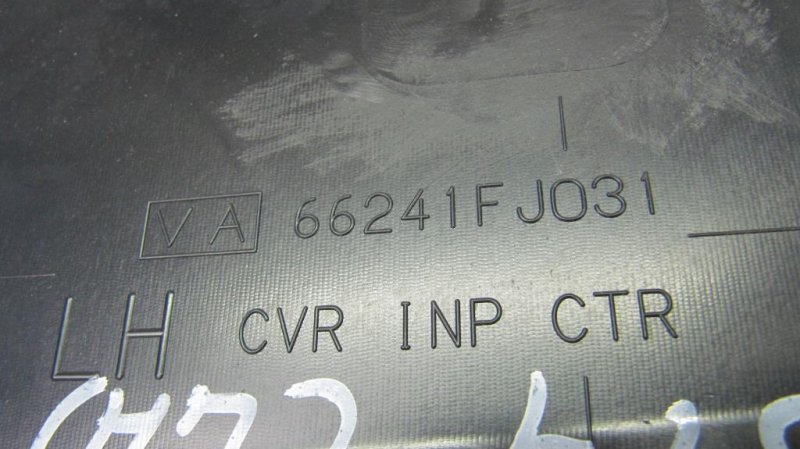 VA 66241FJ031
LH CVR INP CTR